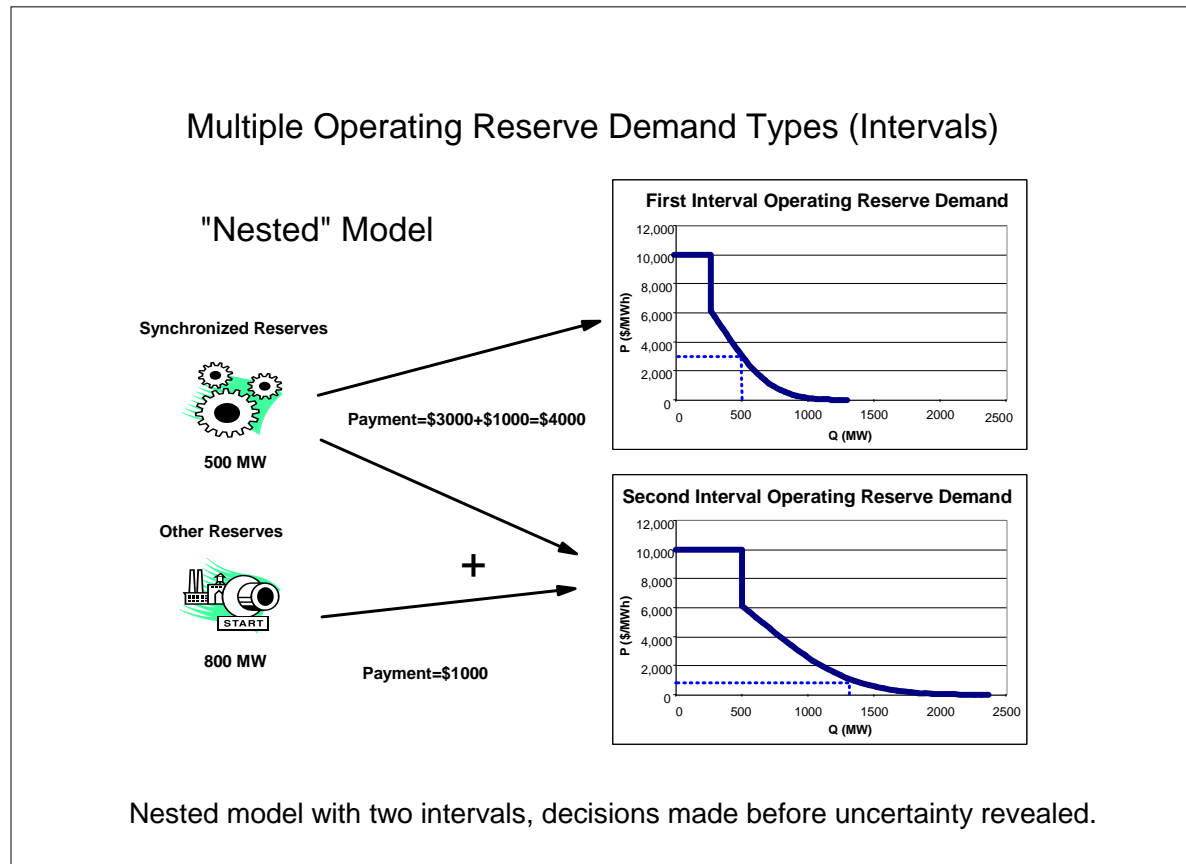 Multiple Operating Reserve Demand Types (Intervals)
"Nested" Model
Synchronized Reserves
500 MW
Payment=$3000+$1000=$4000
Other Reserves
START
800 MW
+
Payment=$1000
First Interval Operating Reserve Demand
12,000
10,000
8,000
6,000
4,000
2,000
0
P ($/MWh)
0 500 1000 1500 2000 2500
Q (MW)
Second Interval Operating Reserve Demand
12,000
10,000
8,000
6,000
4,000
2,000
0
P ($/MWh)
0 500 1000 1500 2000 2500
Q (MW)
Nested model with two intervals, decisions made before uncertainty revealed.